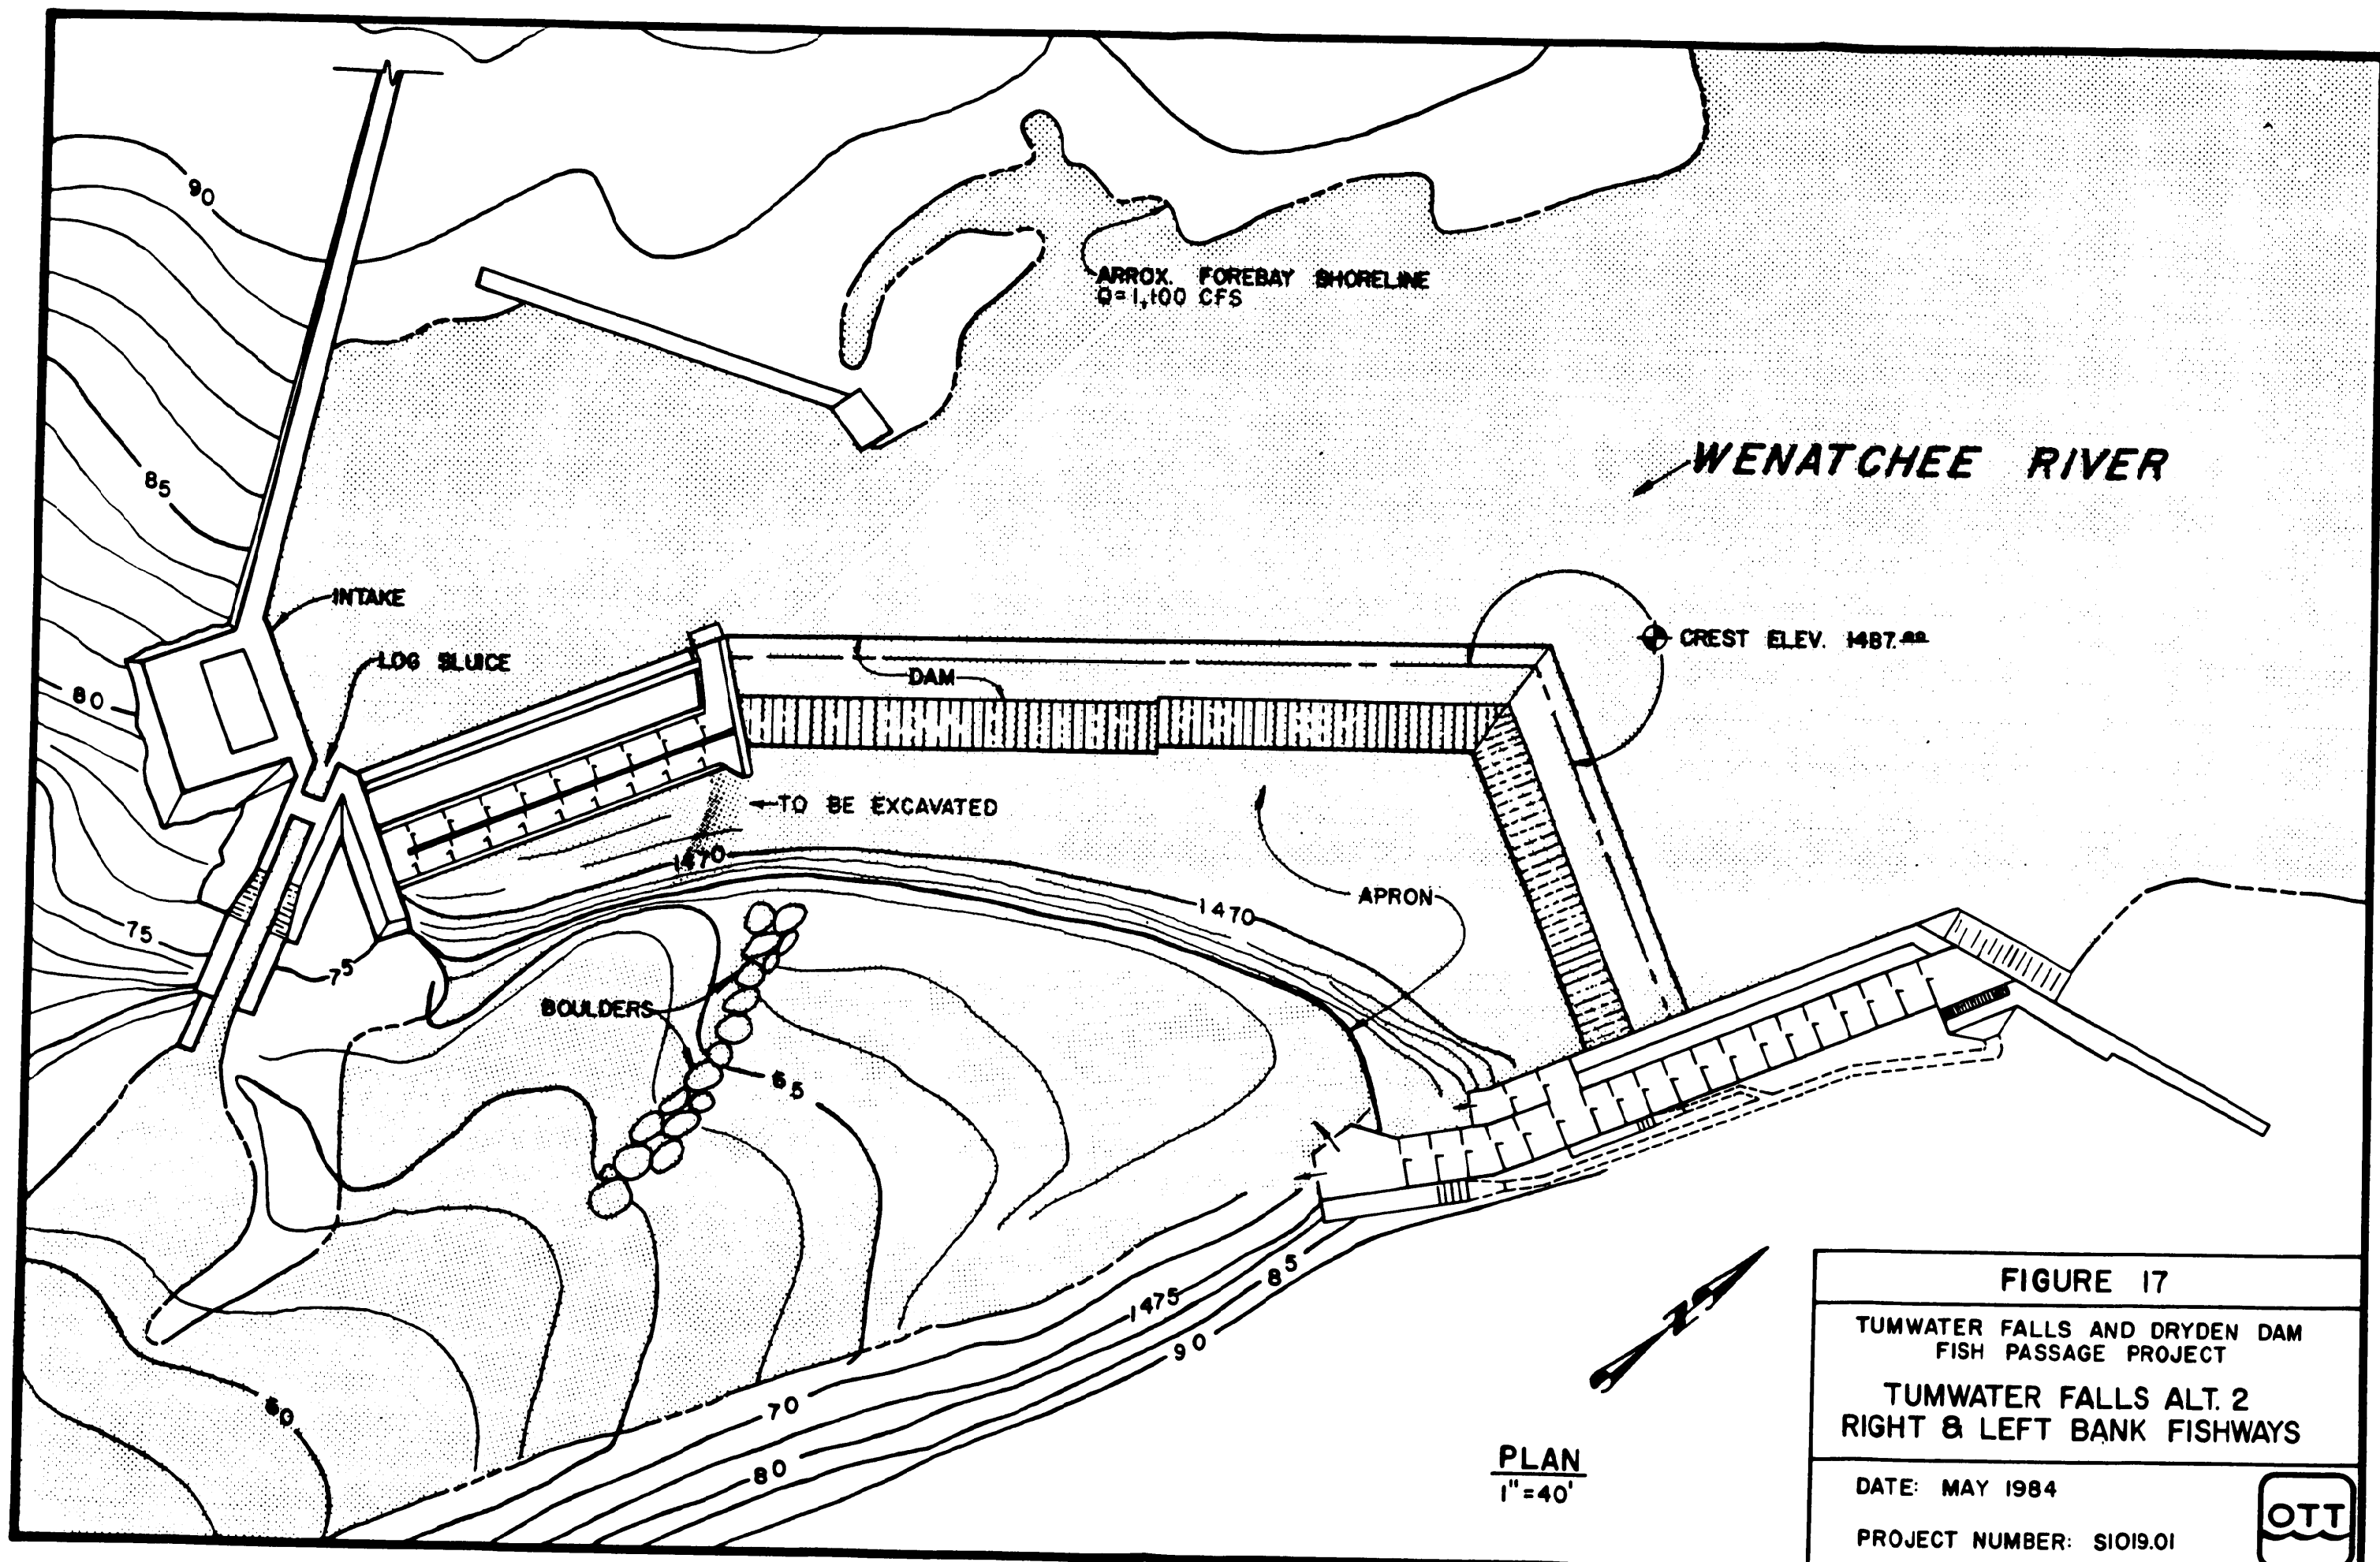 90
ARROX. FOREBAY SHORELINE
Q=1,100 CFS
WENATCHEE RIVER
85
INTAKE
LOG SLUICE
CREST ELEV. 1487.
DAM
80
TO BE EXCAVATED
1470
APRON
1470
75
75
BOULDERS
65
85
1475
90
70
60
80
PLAN
1"=40'
N
FIGURE 17
TUMWATER FALLS AND DRYDEN DAM
FISH PASSAGE PROJECT
TUMWATER FALLS ALT. 2
RIGHT & LEFT BANK FISHWAYS
DATE: MAY 1984
PROJECT NUMBER: S1019.01
OTT